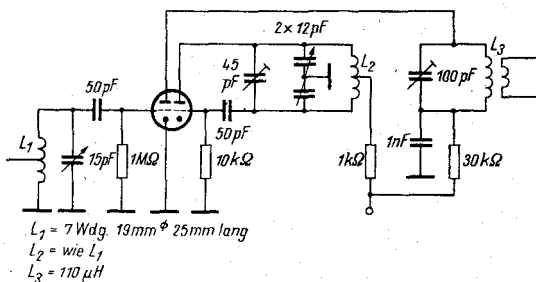 2 × 12pF
L2
L3
45
pF
100 pF
50pF
50pF
L1
15pF
1MΩ
10kΩ
1kΩ
1nF
30kΩ
L1 = 7 Wdg. 19mm ϕ 25mm lang
L2 = wie L1
L3 = 110 µH